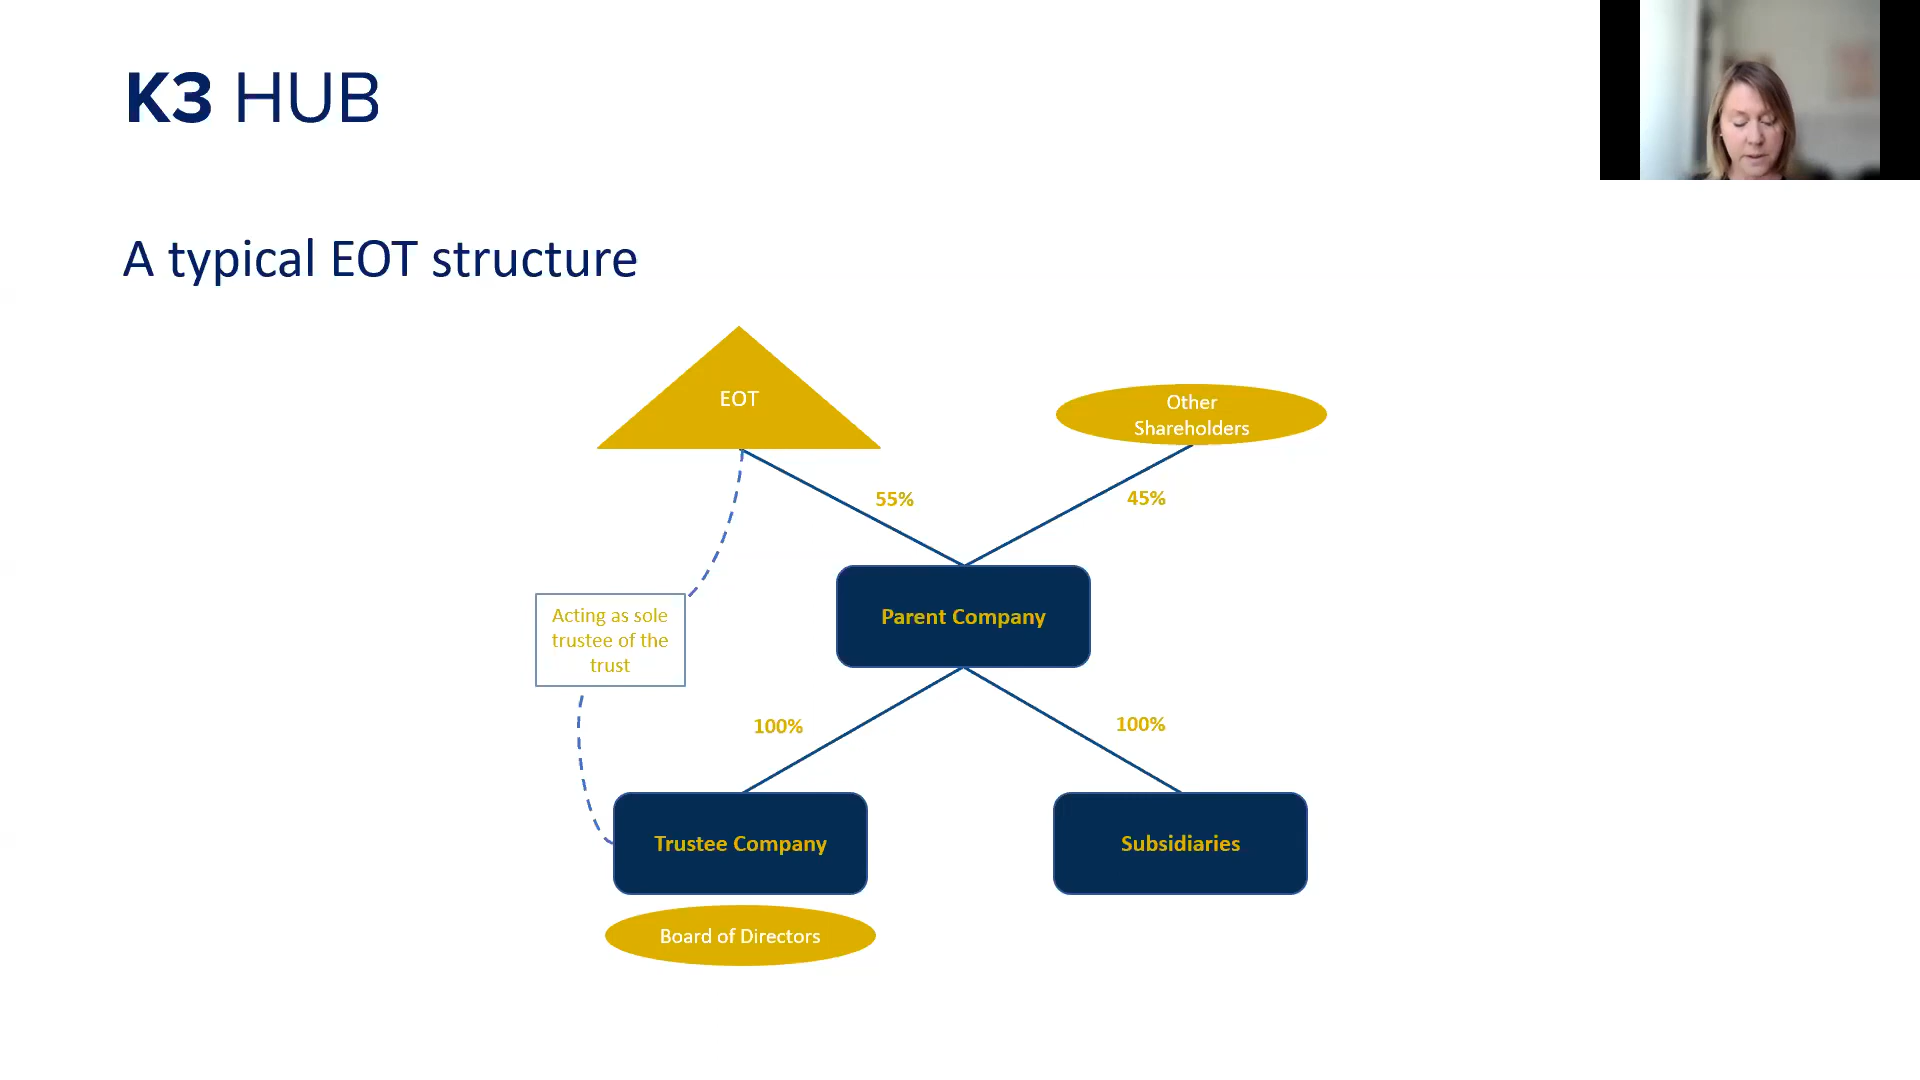 K3 HUB
A typical EOT structure
EOT
Other
Shareholders
55%
45%
Acting as sole
trustee of the
trust
Parent Company
100%
100%
Trustee Company
Subsidiaries
Board of Directors